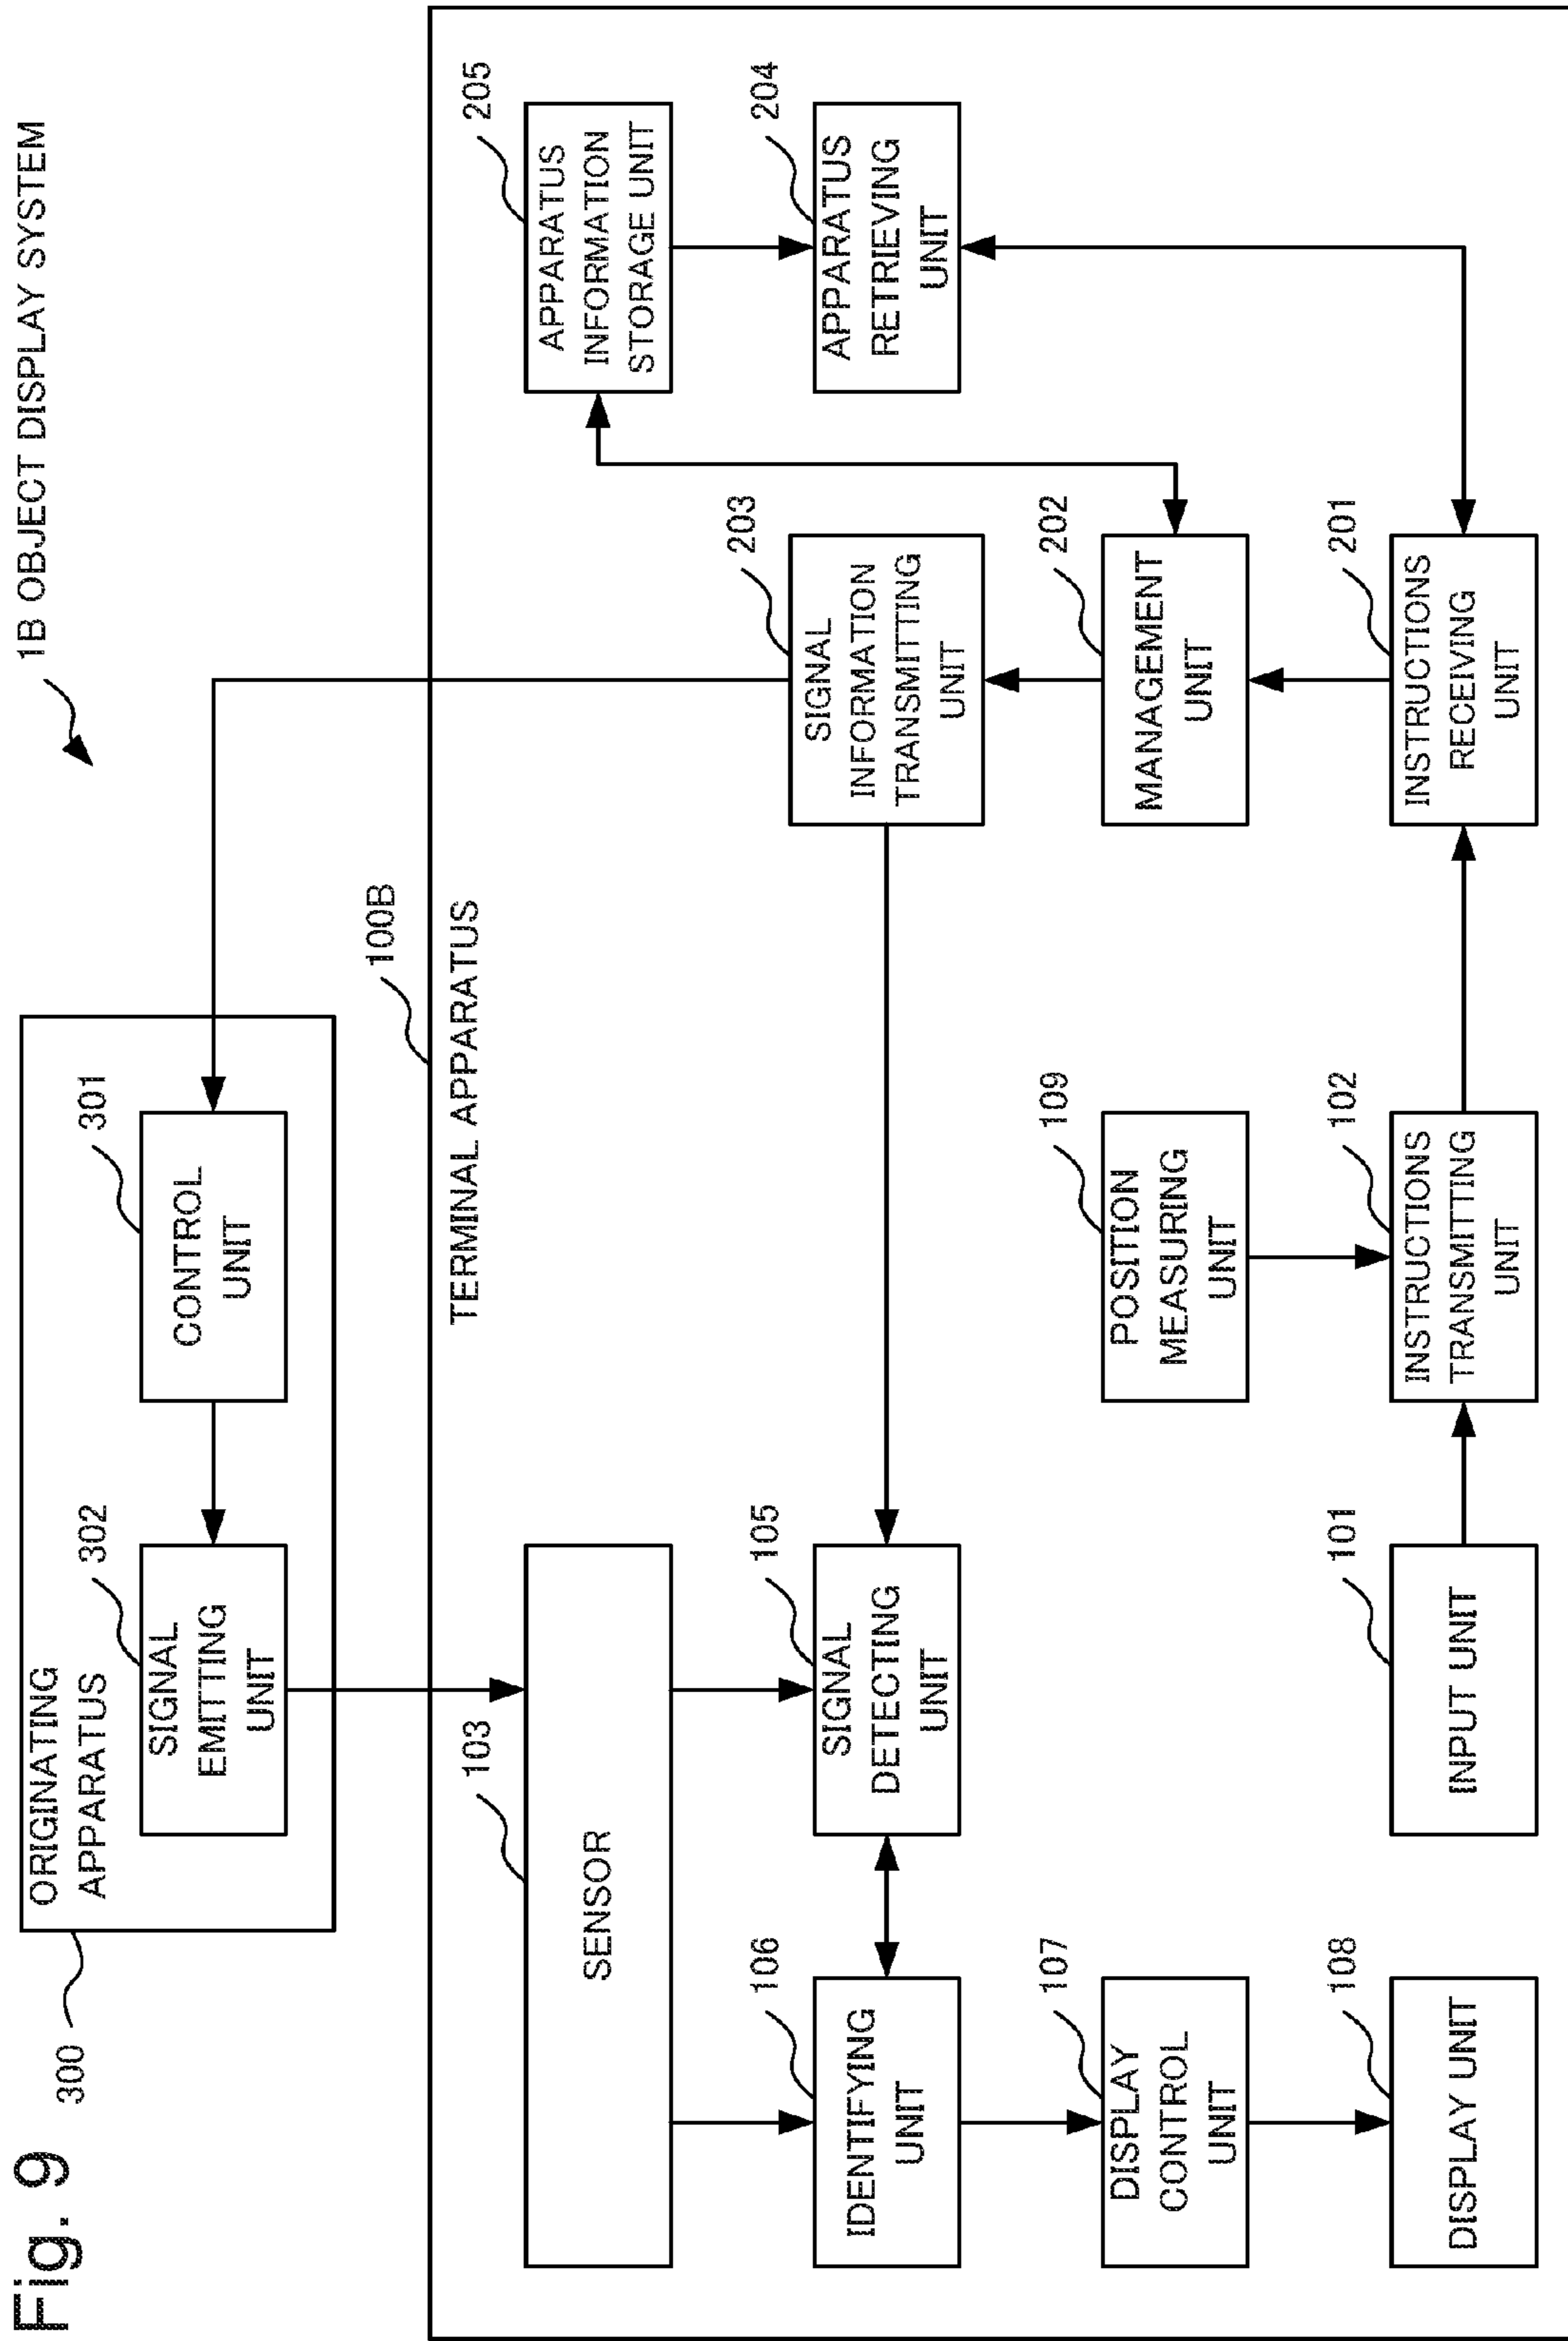 Fig. 9
1B OBJECT DISPLAY SYSTEM
300
ORIGINATING
APPARATUS
302
SIGNAL
EMITTING
UNIT
301
CONTROL
UNIT
100B
TERMINAL APPARATUS
103
SENSOR
106
IDENTIFYING
UNIT
105
SIGNAL
DETECTING
UNIT
203
SIGNAL
INFORMATION
TRANSMITTING
UNIT
205
APPARATUS
INFORMATION
STORAGE UNIT
204
APPARATUS
RETRIEVING
UNIT
107
DISPLAY
CONTROL
UNIT
109
POSITION
MEASURING
UNIT
202
MANAGEMENT
UNIT
108
DISPLAY UNIT
101
INPUT UNIT
102
INSTRUCTIONS
TRANSMITTING
UNIT
201
INSTRUCTIONS
RECEIVING
UNIT